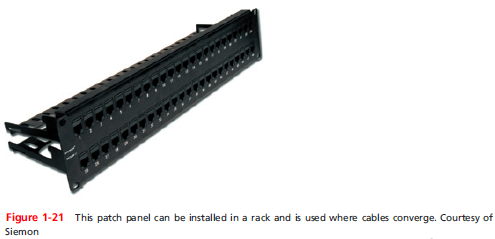 Figure 1-21 This patch panel can be installed in a rack and is used where cables converge. Courtesy of
Siemon